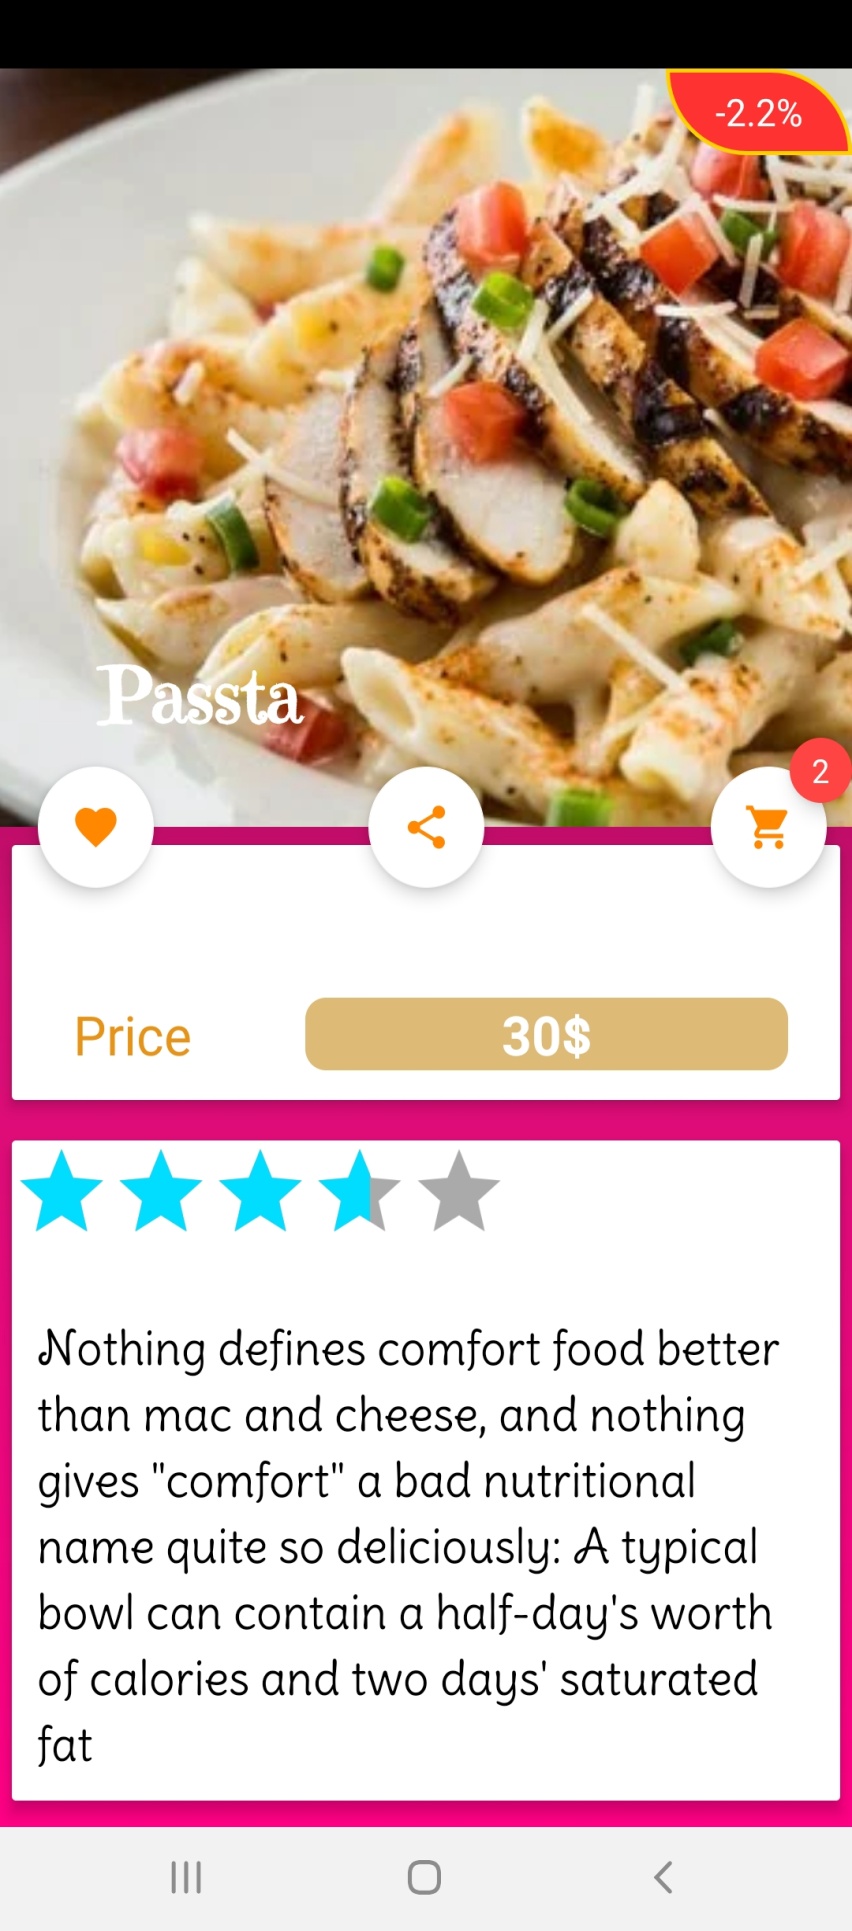 -2.2%
Passta
2
Price
30$
Nothing defines comfort food better
than mac and cheese, and nothing
gives "comfort" a bad nutritional
name quite so deliciously: A typical
bowl can contain a half-day's worth
of calories and two days' saturated
fat